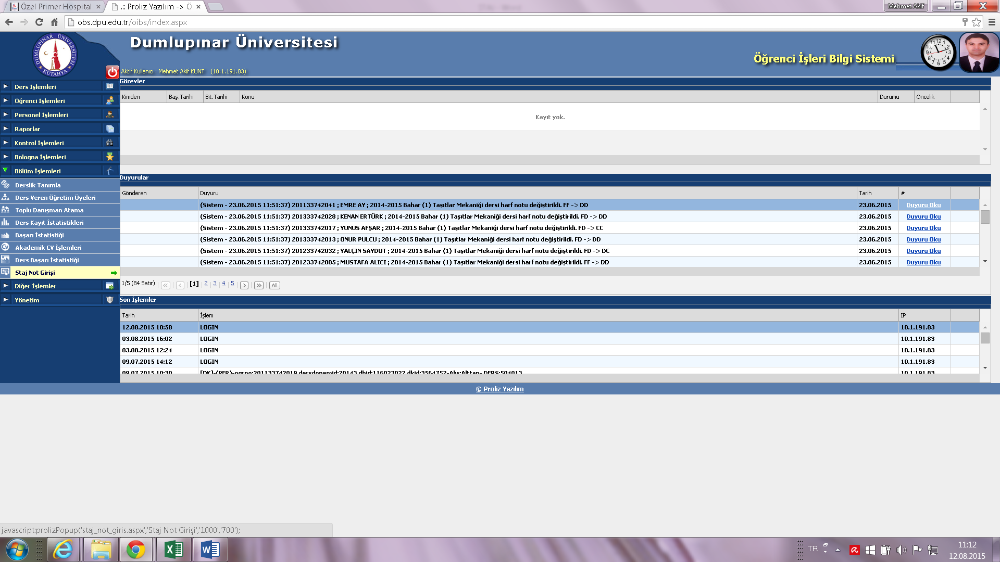 Özel Primer Hospital
.:: Proliz Yazılım -> Ö
Mehmet Akif
obs.dpu.edu.tr/oibs/index.aspx
DUMLUPINAR ÜNİVERSİTESİ
KÜTAHYA
Dumlupınar Üniversitesi
Öğrenci İşleri Bilgi Sistemi
Aktif Kullanıcı : Mehmet Akif KUNT (10.1.191.83)
Ders İşlemleri
Öğrenci İşlemleri
Personel İşlemleri
Raporlar
Kontrol İşlemleri
Bologna İşlemleri
Bölüm İşlemleri
Derslik Tanımla
Ders Veren Öğretim Üyeleri
Toplu Danışman Atama
Ders Kayıt İstatistikleri
Başarı İstatistiği
Akademik CV İşlemleri
Ders Başarı İstatistiği
Staj Not Girişi
Diğer İşlemler
Yönetim
Görevler
Kimden Baş.Tarihi Bit.Tarihi Konu Durumu Öncelik
Kayıt yok.
Duyurular
Gönderen Duyuru Tarih #
(Sistem - 23.06.2015 11:51:37) 201133742041 ; EMRE AY ; 2014-2015 Bahar (1) Taşıtlar Mekaniği dersi harf notu değiştirildi. FF -> DD 23.06.2015 Duyuru Oku
(Sistem - 23.06.2015 11:51:37) 201133742028 ; KENAN ERTÜRK ; 2014-2015 Bahar (1) Taşıtlar Mekaniği dersi harf notu değiştirildi. FD -> DD 23.06.2015 Duyuru Oku
(Sistem - 23.06.2015 11:51:37) 201333742017 ; YUNUS AFŞAR ; 2014-2015 Bahar (1) Taşıtlar Mekaniği dersi harf notu değiştirildi. FD -> CC 23.06.2015 Duyuru Oku
(Sistem - 23.06.2015 11:51:37) 201333742013 ; ONUR PULCU ; 2014-2015 Bahar (1) Taşıtlar Mekaniği dersi harf notu değiştirildi. FD -> DD 23.06.2015 Duyuru Oku
(Sistem - 23.06.2015 11:51:37) 201233742032 ; YALÇIN SAYDUT ; 2014-2015 Bahar (1) Taşıtlar Mekaniği dersi harf notu değiştirildi. FD -> DC 23.06.2015 Duyuru Oku
(Sistem - 23.06.2015 11:51:37) 201233742005 ; MUSTAFA ALICI ; 2014-2015 Bahar (1) Taşıtlar Mekaniği dersi harf notu değiştirildi. FF -> DD 23.06.2015 Duyuru Oku
1/5 (84 Satır) [1] 2 3 4 5 All
Son İşlemler
Tarih İşlem IP
12.08.2015 10:58 LOGIN 10.1.191.83
03.08.2015 16:02 LOGIN 10.1.191.83
03.08.2015 12:24 LOGIN 10.1.191.83
09.07.2015 14:12 LOGIN 10.1.191.83
09.07.2015 10:30 [DK]-(PER)-ogrno:201133742019 dersdonemid:20143 dbid:116027022 dkid:3564752-Alış:Alttan- DERS:504013 10.1.191.83
© Proliz Yazılım
javascript:prolizPopup('staj_not_giris.aspx','Staj Not Girişi','1000','700');
TR
11:12
12.08.2015